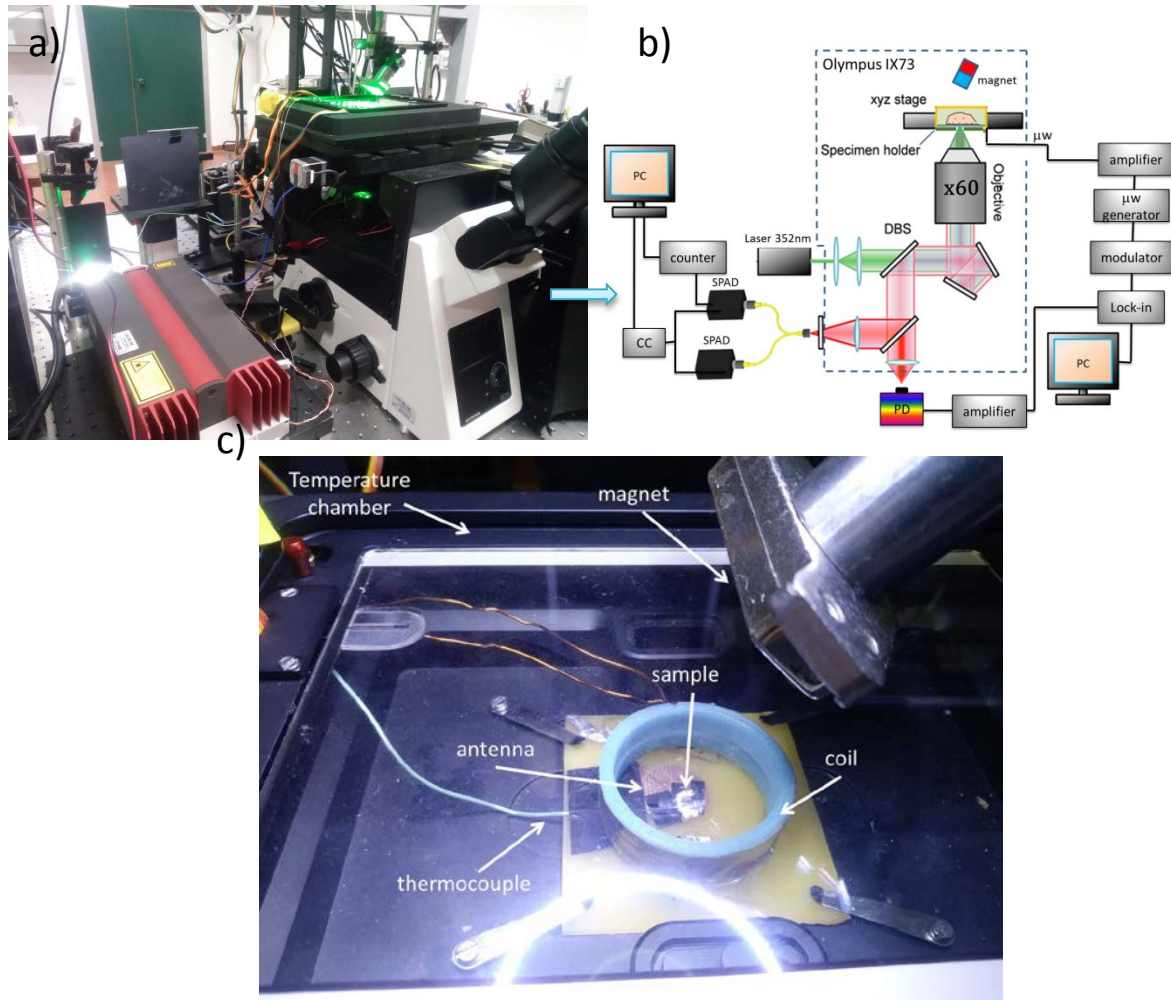 a)
b)
Olympus IX73
magnet
xyz stage
Specimen holder
μw
amplifier
PC
x60
Objective
μw
generator
DBS
Laser 352nm
counter
modulator
SPAD
Lock-in
CC
SPAD
PC
PD
amplifier
c)
Temperature
chamber
magnet
sample
antenna
coil
thermocouple